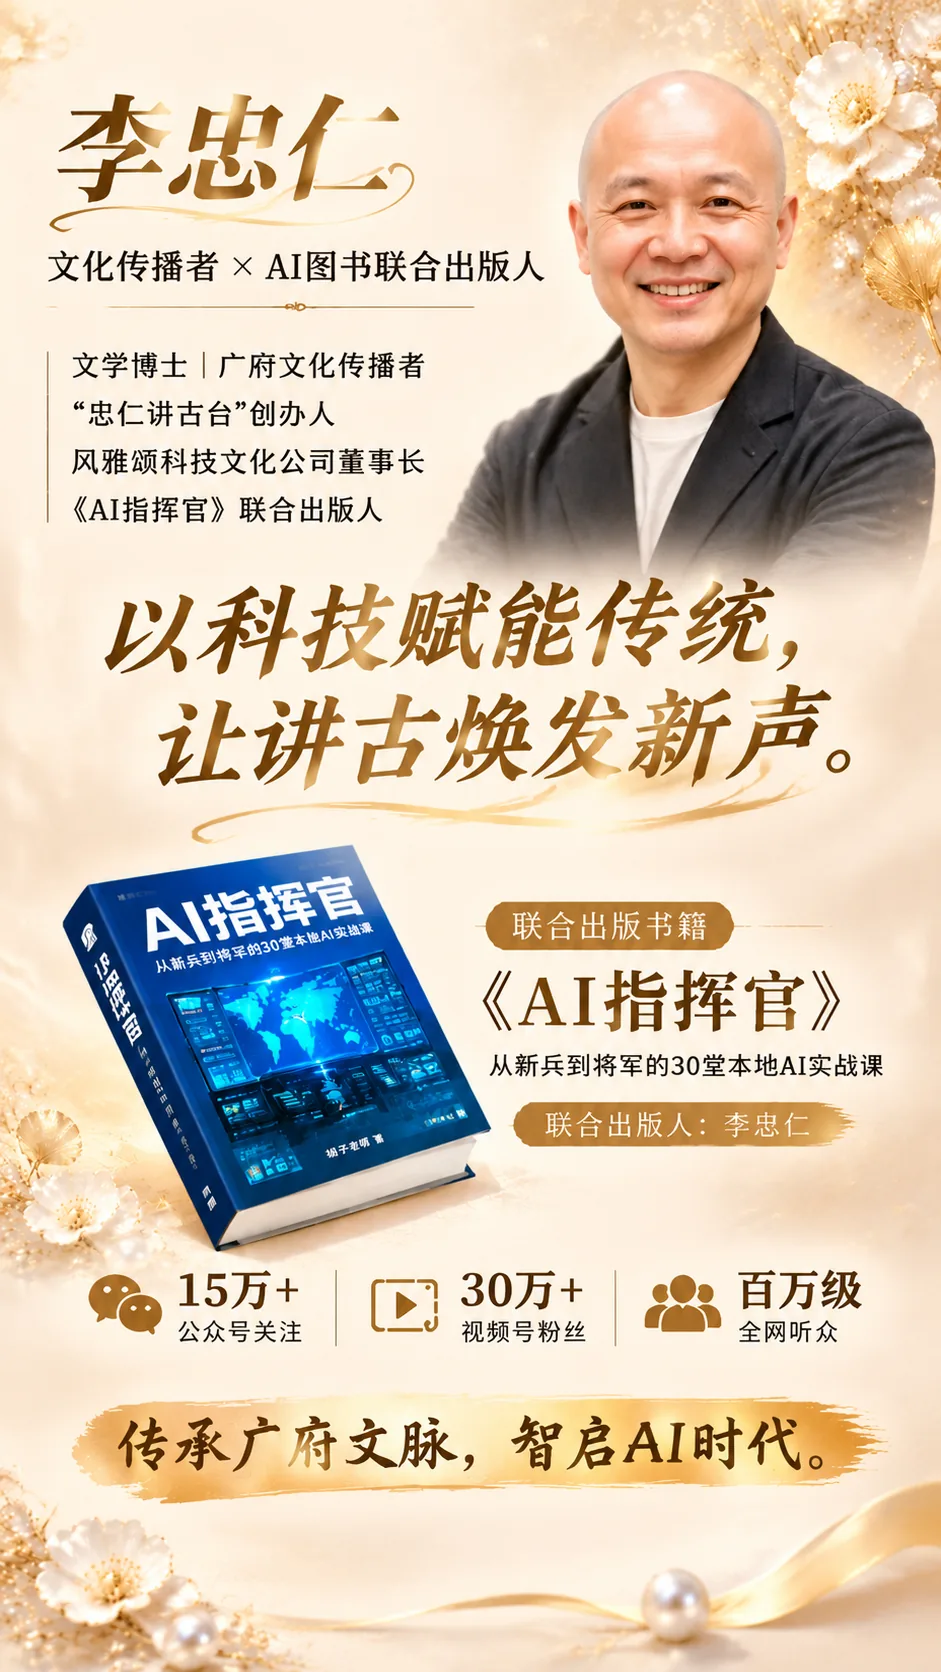 李忠仁
文化传播者 × AI图书联合出版人
文学博士｜广府文化传播者
“忠仁讲古台”创办人
风雅颂科技文化公司董事长
《AI指挥官》联合出版人
以科技赋能传统，
让讲古焕发新声。
AI指挥官
从新兵到将军的30堂本地AI实战课
联合出版书籍
《AI指挥官》
从新兵到将军的30堂本地AI实战课
联合出版人：李忠仁
15万+
公众号关注
30万+
视频号粉丝
百万级
全网听众
传承广府文脉，智启AI时代。